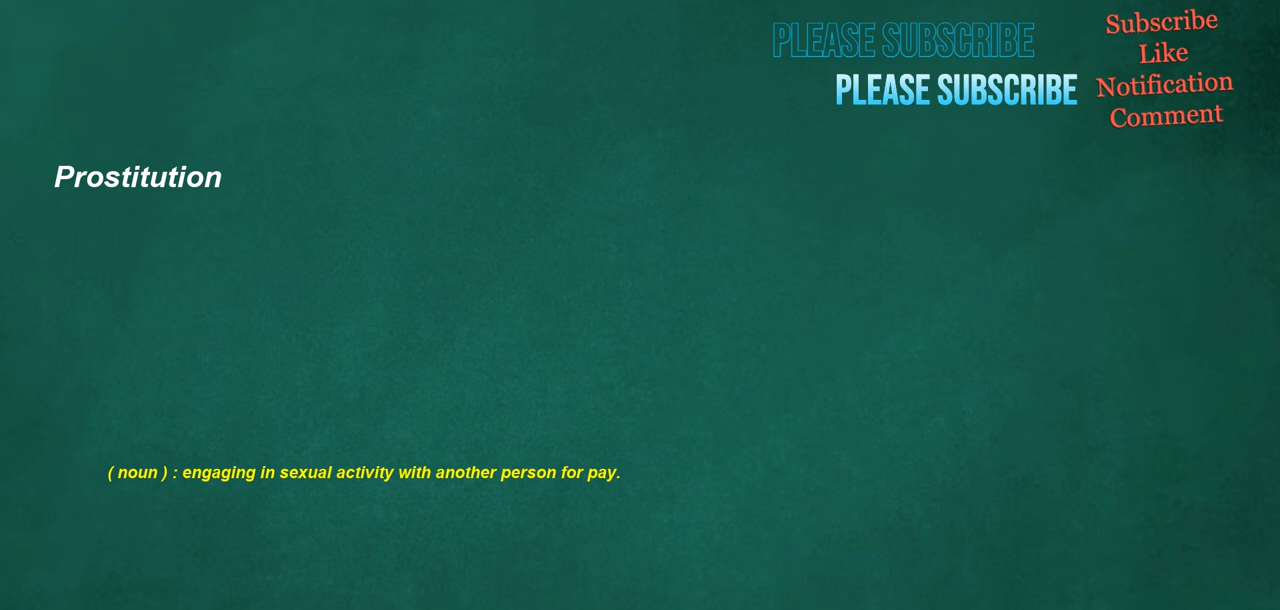 PLEASE SUBSCRIBE
PLEASE SUBSCRIBE
Subscribe
Like
Notification
Comment
Prostitution
( noun ) : engaging in sexual activity with another person for pay.